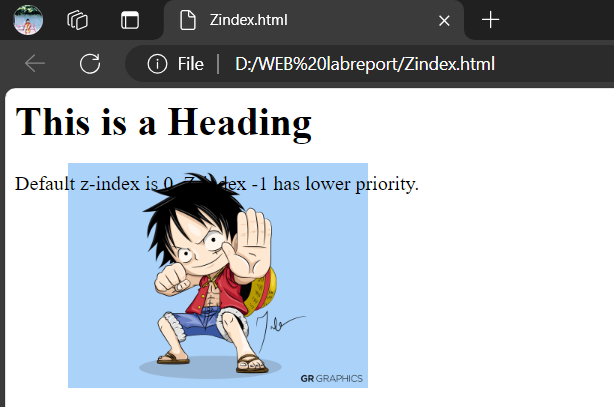 Zindex.html
File
D:/WEB%20labreport/Zindex.html
This is a Heading
Default z-index is 0. Z-index -1 has lower priority.
GR GRAPHICS